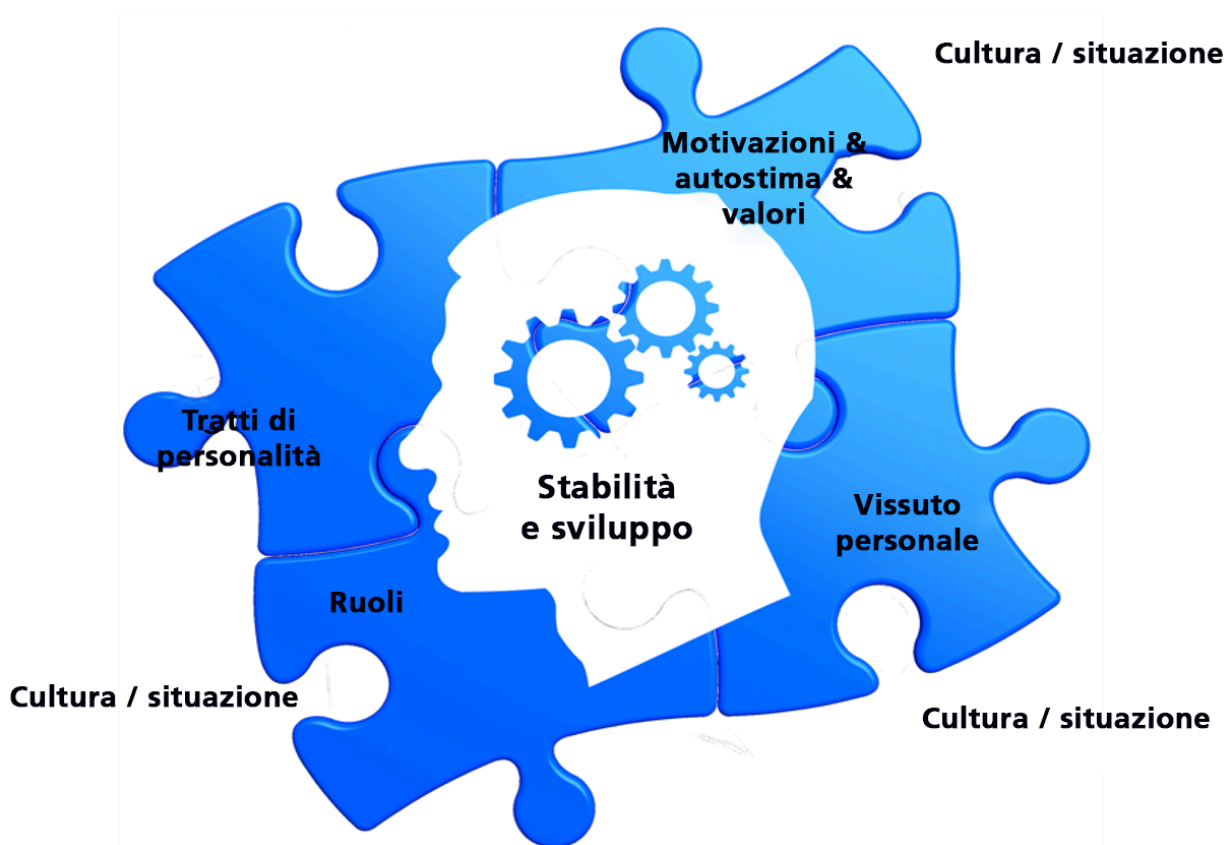 Cultura / situazione
Motivazioni &
autostima &
valori
Tratti di
personalità
Stabilità
e sviluppo
Vissuto
personale
Ruoli
Cultura / situazione
Cultura / situazione